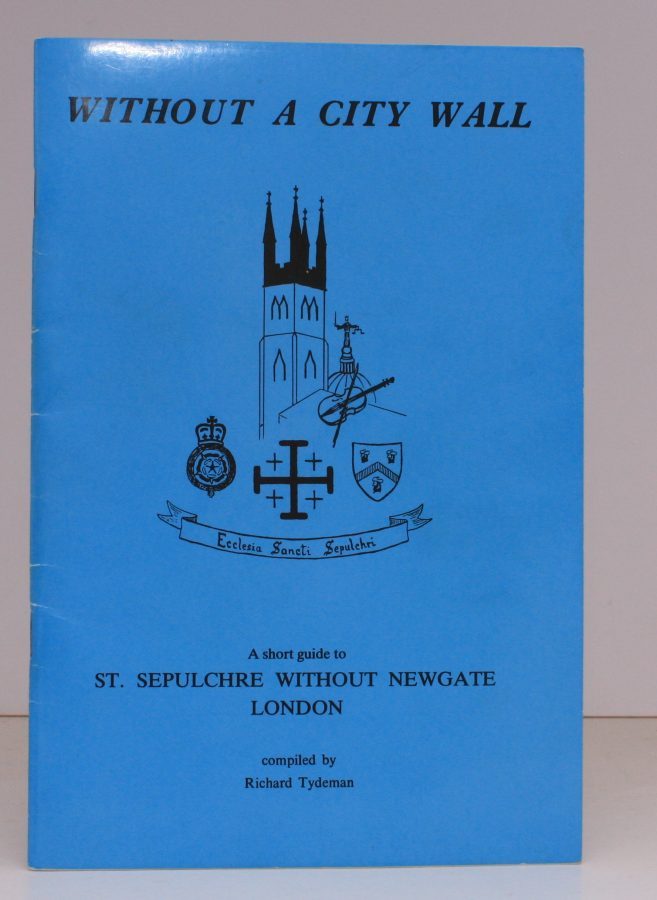 WITHOUT A CITY WALL
Ecclesia Sancti Sepulchri
A short guide to
ST. SEPULCHRE WITHOUT NEWGATE
LONDON
compiled by
Richard Tydeman